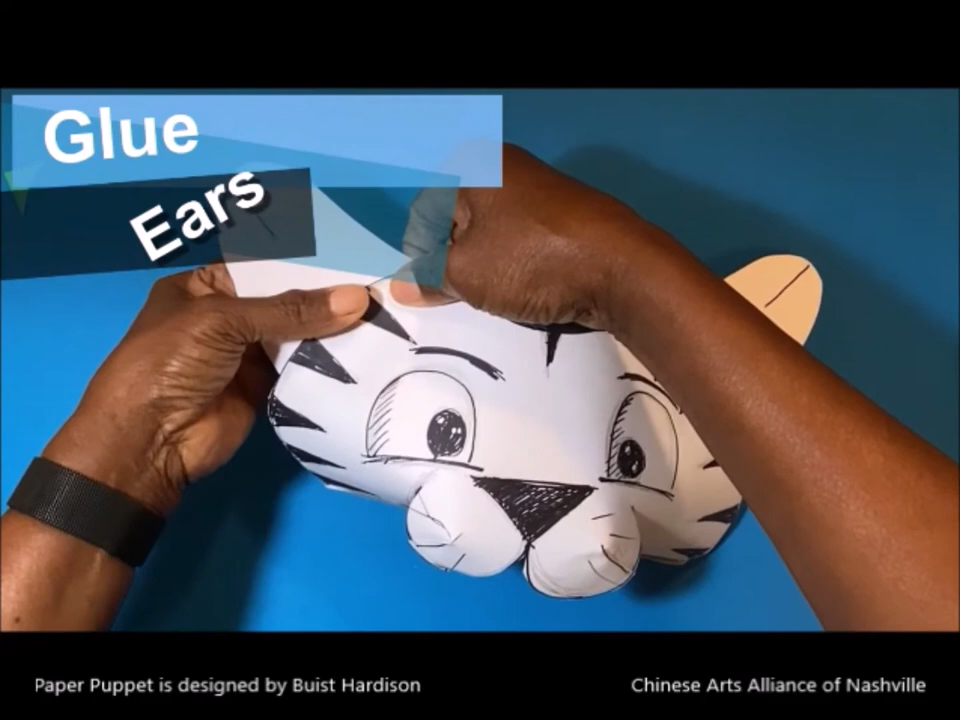 Glue
Ears
Paper Puppet is designed by Buist Hardison
Chinese Arts Alliance of Nashville